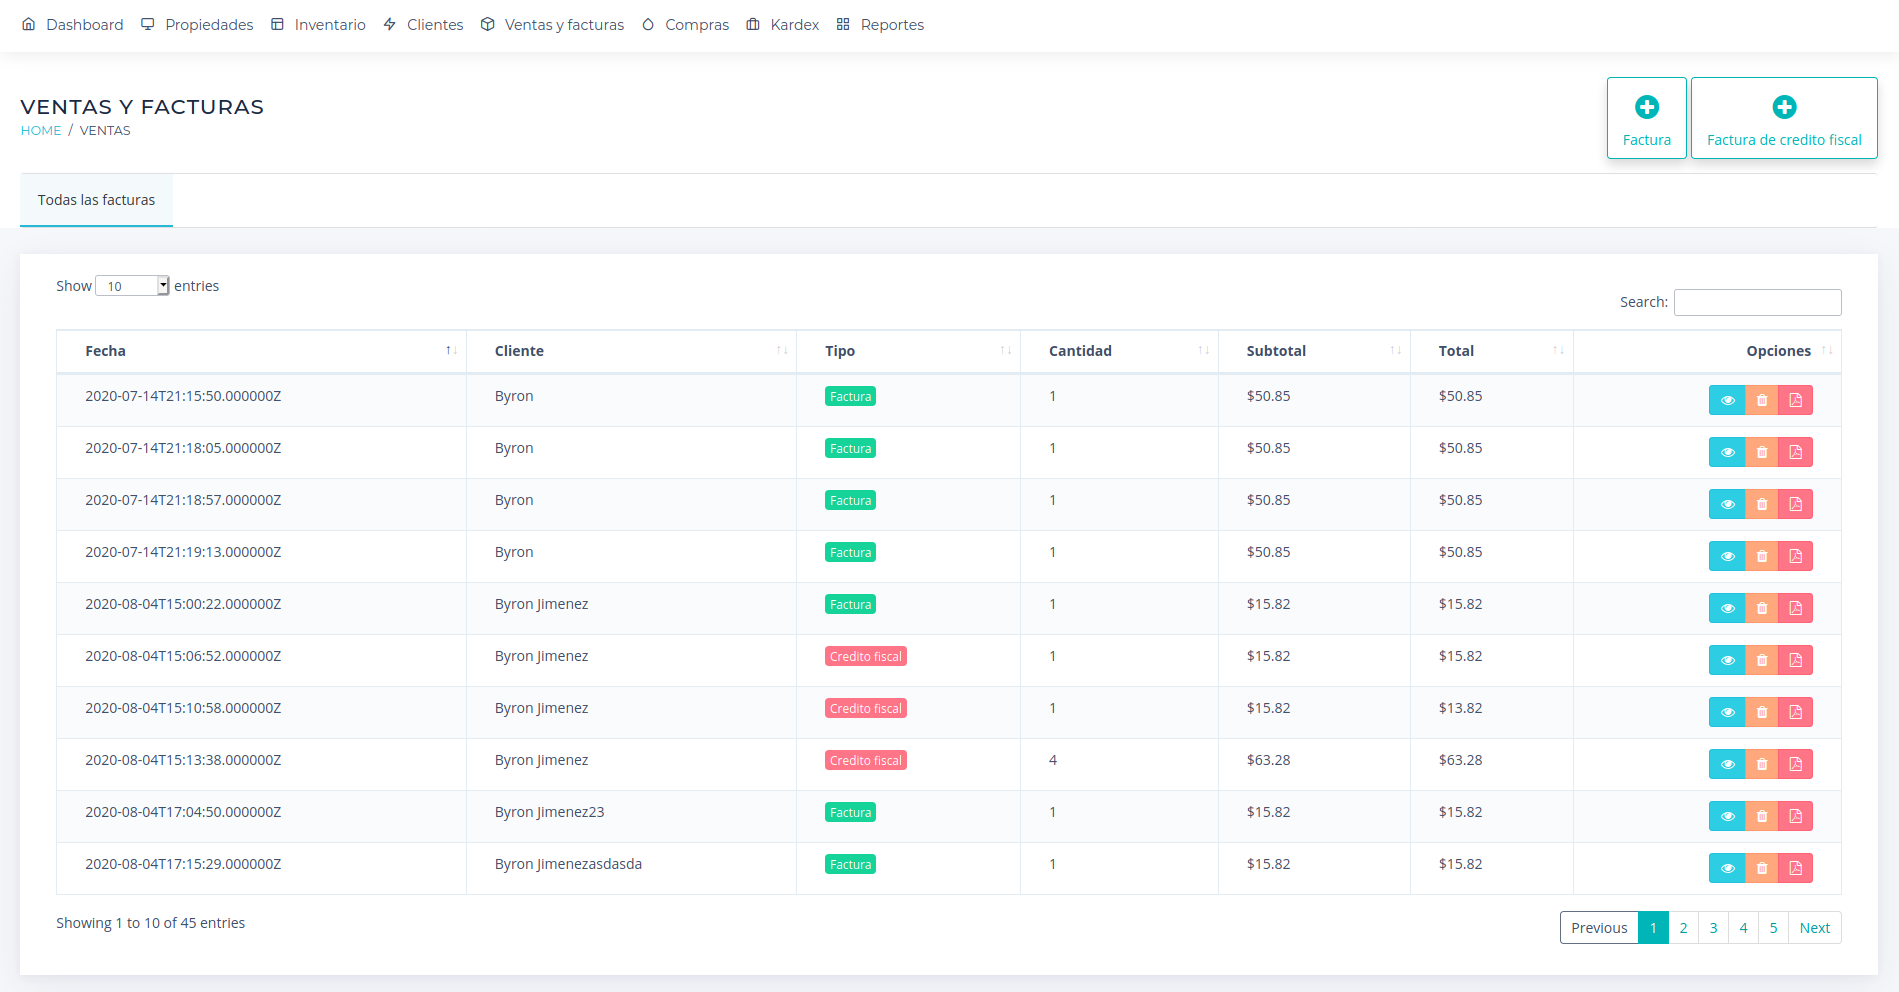 Dashboard Propiedades Inventario Clientes Ventas y facturas Compras Kardex Reportes
VENTAS Y FACTURAS
HOME / VENTAS
Factura Factura de credito fiscal
Todas las facturas
Show 10 entries
Search:
Fecha Cliente Tipo Cantidad Subtotal Total Opciones
2020-07-14T21:15:50.000000Z Byron Factura 1 $50.85 $50.85
2020-07-14T21:18:05.000000Z Byron Factura 1 $50.85 $50.85
2020-07-14T21:18:57.000000Z Byron Factura 1 $50.85 $50.85
2020-07-14T21:19:13.000000Z Byron Factura 1 $50.85 $50.85
2020-08-04T15:00:22.000000Z Byron Jimenez Factura 1 $15.82 $15.82
2020-08-04T15:06:52.000000Z Byron Jimenez Credito fiscal 1 $15.82 $15.82
2020-08-04T15:10:58.000000Z Byron Jimenez Credito fiscal 1 $15.82 $13.82
2020-08-04T15:13:38.000000Z Byron Jimenez Credito fiscal 4 $63.28 $63.28
2020-08-04T17:04:50.000000Z Byron Jimenez23 Factura 1 $15.82 $15.82
2020-08-04T17:15:29.000000Z Byron Jimenezasdasda Factura 1 $15.82 $15.82
Showing 1 to 10 of 45 entries
Previous 1 2 3 4 5 Next